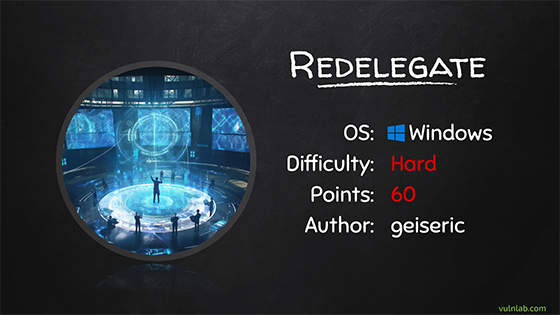 Redelegate
OS: Windows
Difficulty: Hard
Points: 60
Author: geiseric
vulnlab.com